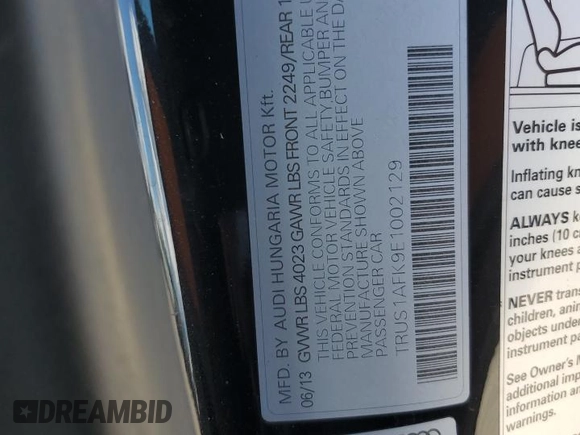 MFD. BY AUDI HUNGARIA MOTOR Kft.
06/13 GVWR LBS 4023 GAWR LBS FRONT 2249/REAR
THIS VEHICLE CONFORMS TO ALL APPLICABLE
FEDERAL MOTOR VEHICLE SAFETY, BUMPER AN
PREVENTION STANDARDS IN EFFECT ON THE DA
MANUFACTURE SHOWN ABOVE
PASSENGER CAR
TRUS1AFK9E1002129
Vehicle is
with knee
Inflating kn
can cause s
ALWAYS k
inches (10 c
your knees a
instrument p
NEVER trans
children, anim
objects unde
instrument pa
See Owner's M
additional imp
information an
warnings.
DREAMBID